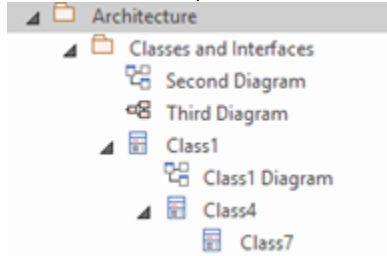 Architecture
Classes and Interfaces
Second Diagram
Third Diagram
Class1
Class1 Diagram
Class4
Class7